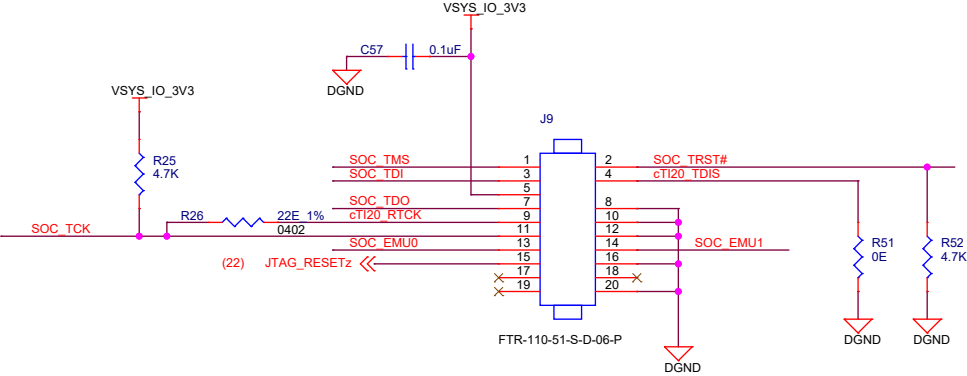 VSYS_IO_3V3
C57 0.1uF
DGND
VSYS_IO_3V3
J9
R25
4.7K
SOC_TMS 1 2 SOC_TRST#
SOC_TDI 3 4 cTI20_TDIS
5
SOC_TDO 7 8
R26 22E_1% cTI20_RTCK 9 10
SOC_TCK 0402 11 12
SOC_EMU0 13 14 SOC_EMU1
(22) JTAG_RESETz 15 16
17 18
19 20
R51
0E
R52
4.7K
FTR-110-51-S-D-06-P
DGND
DGND
DGND